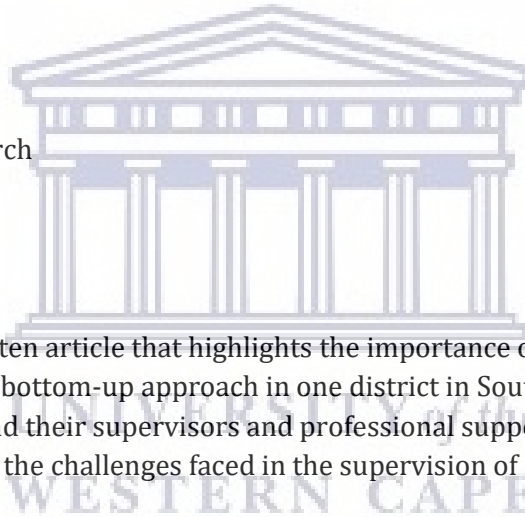 rch
ten article that highlights the importance o
bottom-up approach in one district in Sou
UNIVERSITY of the
nd their supervisors and professional suppo
the challenges faced in the supervision of
WESTERN CAPE